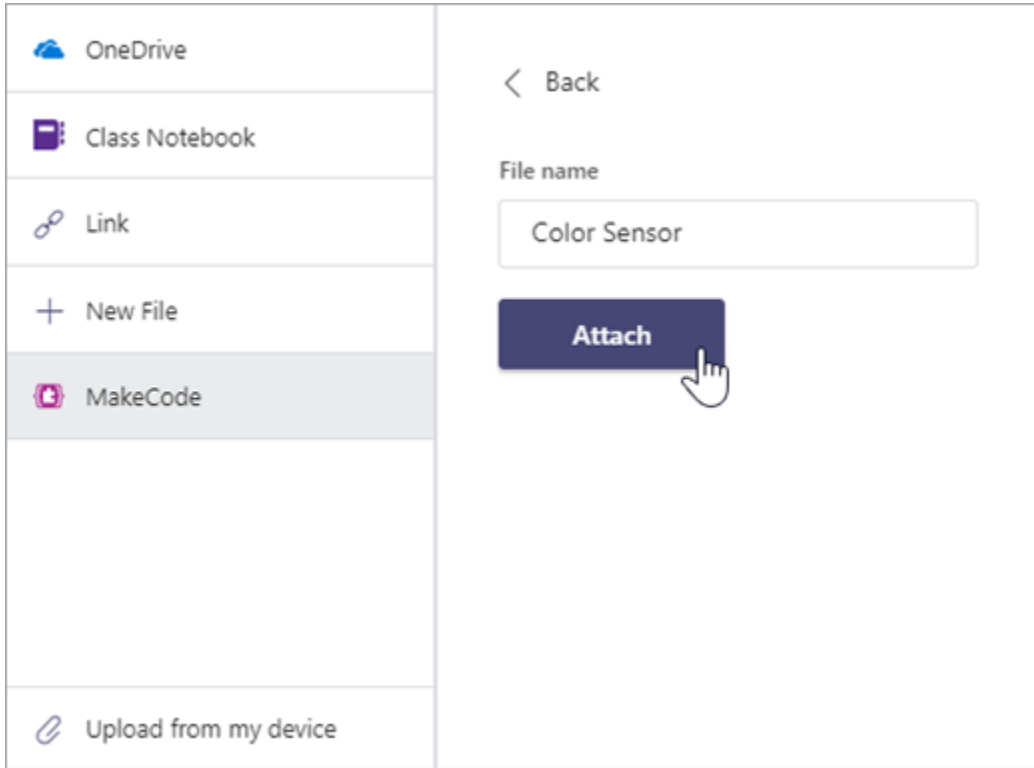 OneDrive
Class Notebook
Link
New File
MakeCode
Upload from my device
Back
File name
Color Sensor
Attach